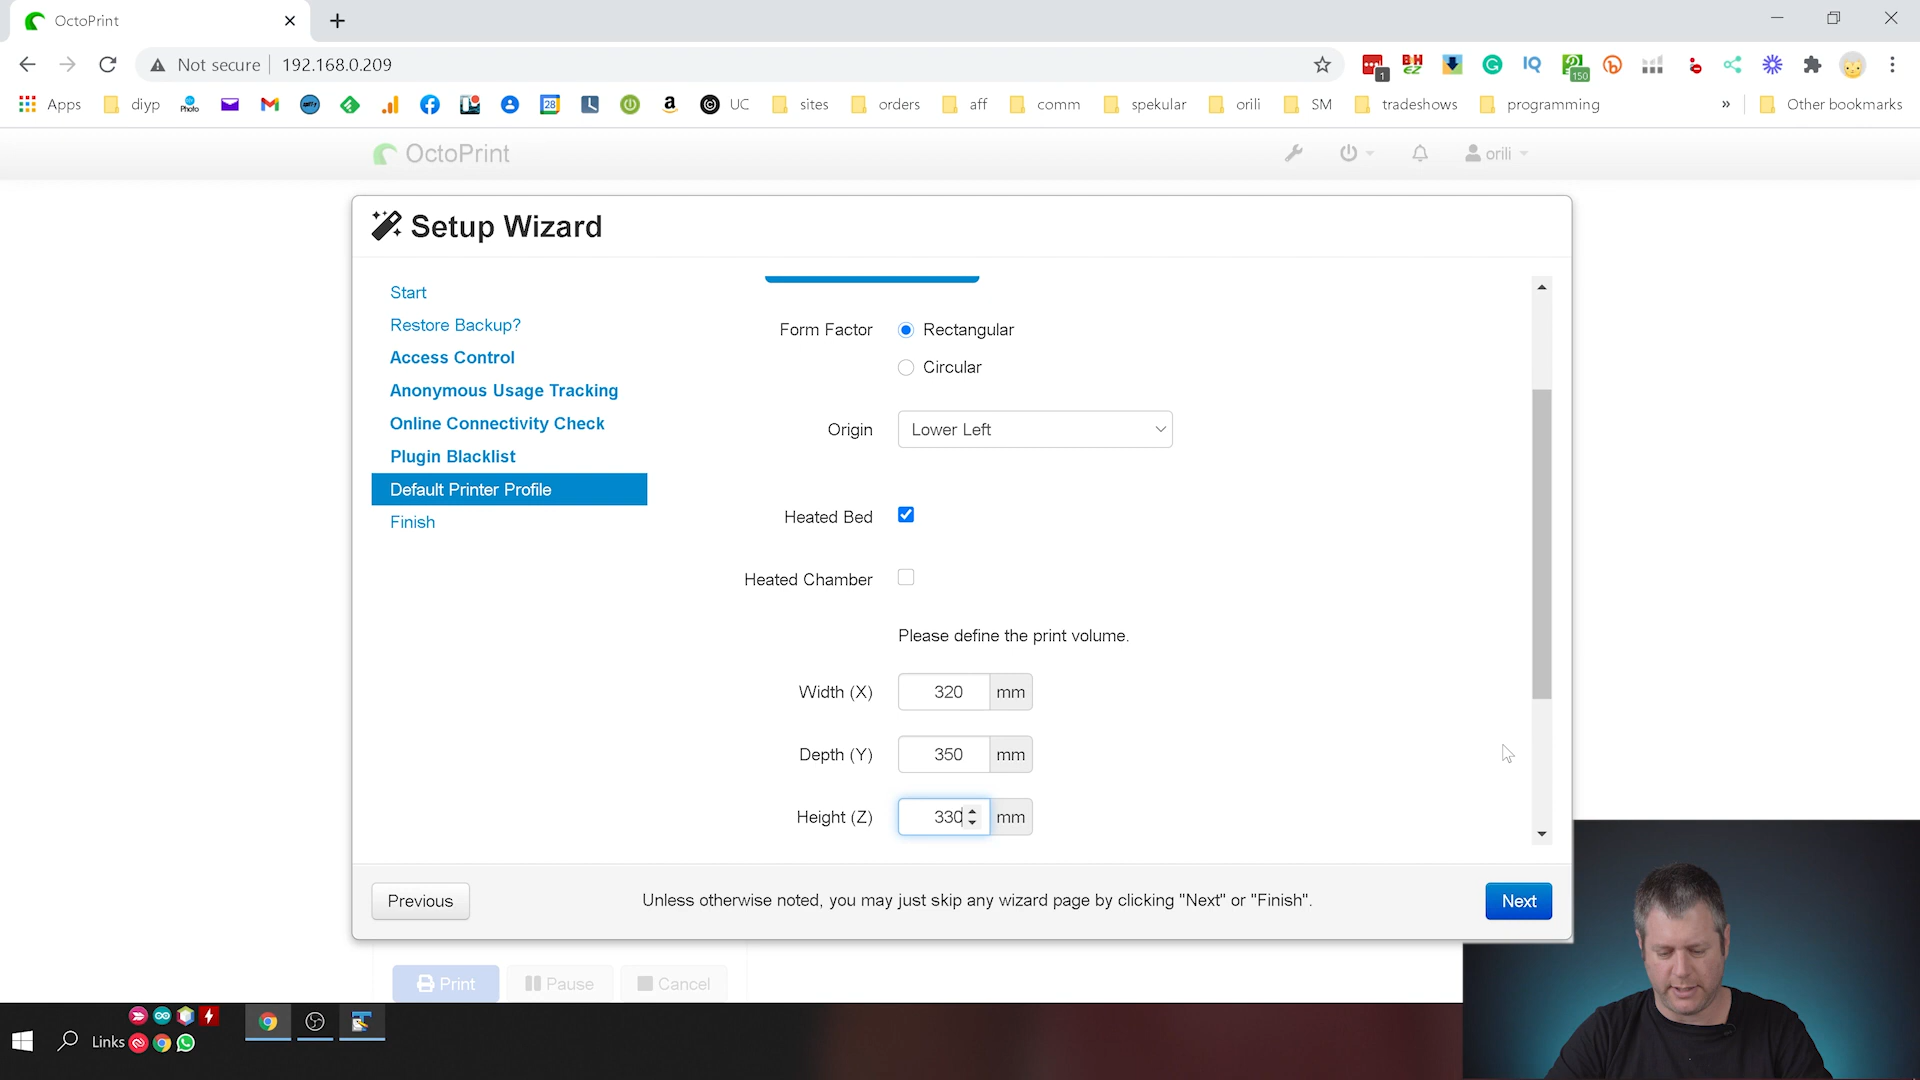 OctoPrint
Not secure 192.168.0.209
1
150
Apps diyp UC sites orders aff comm spekular orili SM tradeshows programming » Other bookmarks
OctoPrint
orili
Setup Wizard
Start
Restore Backup?
Access Control
Anonymous Usage Tracking
Online Connectivity Check
Plugin Blacklist
Default Printer Profile
Finish
Form Factor Rectangular
Circular
Origin Lower Left
Heated Bed
Heated Chamber
Please define the print volume.
Width (X) 320 mm
Depth (Y) 350 mm
Height (Z) 330 mm
Previous
Unless otherwise noted, you may just skip any wizard page by clicking "Next" or "Finish".
Next
Print Pause Cancel
Links